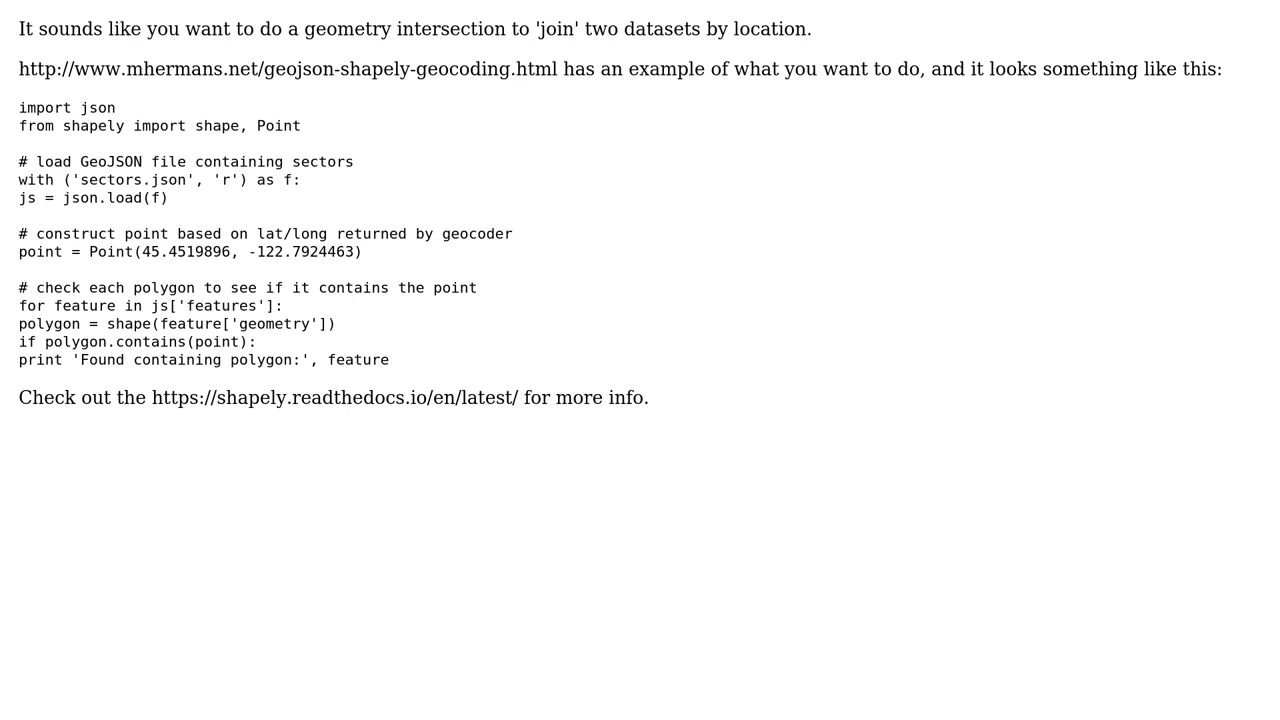 It sounds like you want to do a geometry intersection to 'join' two datasets by location.
http://www.mhermans.net/geojson-shapely-geocoding.html has an example of what you want to do, and it looks something like this:
import json
from shapely import shape, Point
# load GeoJSON file containing sectors
with ('sectors.json', 'r') as f:
js = json.load(f)
# construct point based on lat/long returned by geocoder
point = Point(45.4519896, -122.7924463)
# check each polygon to see if it contains the point
for feature in js['features']:
polygon = shape(feature['geometry'])
if polygon.contains(point):
print 'Found containing polygon:', feature
Check out the https://shapely.readthedocs.io/en/latest/ for more info.